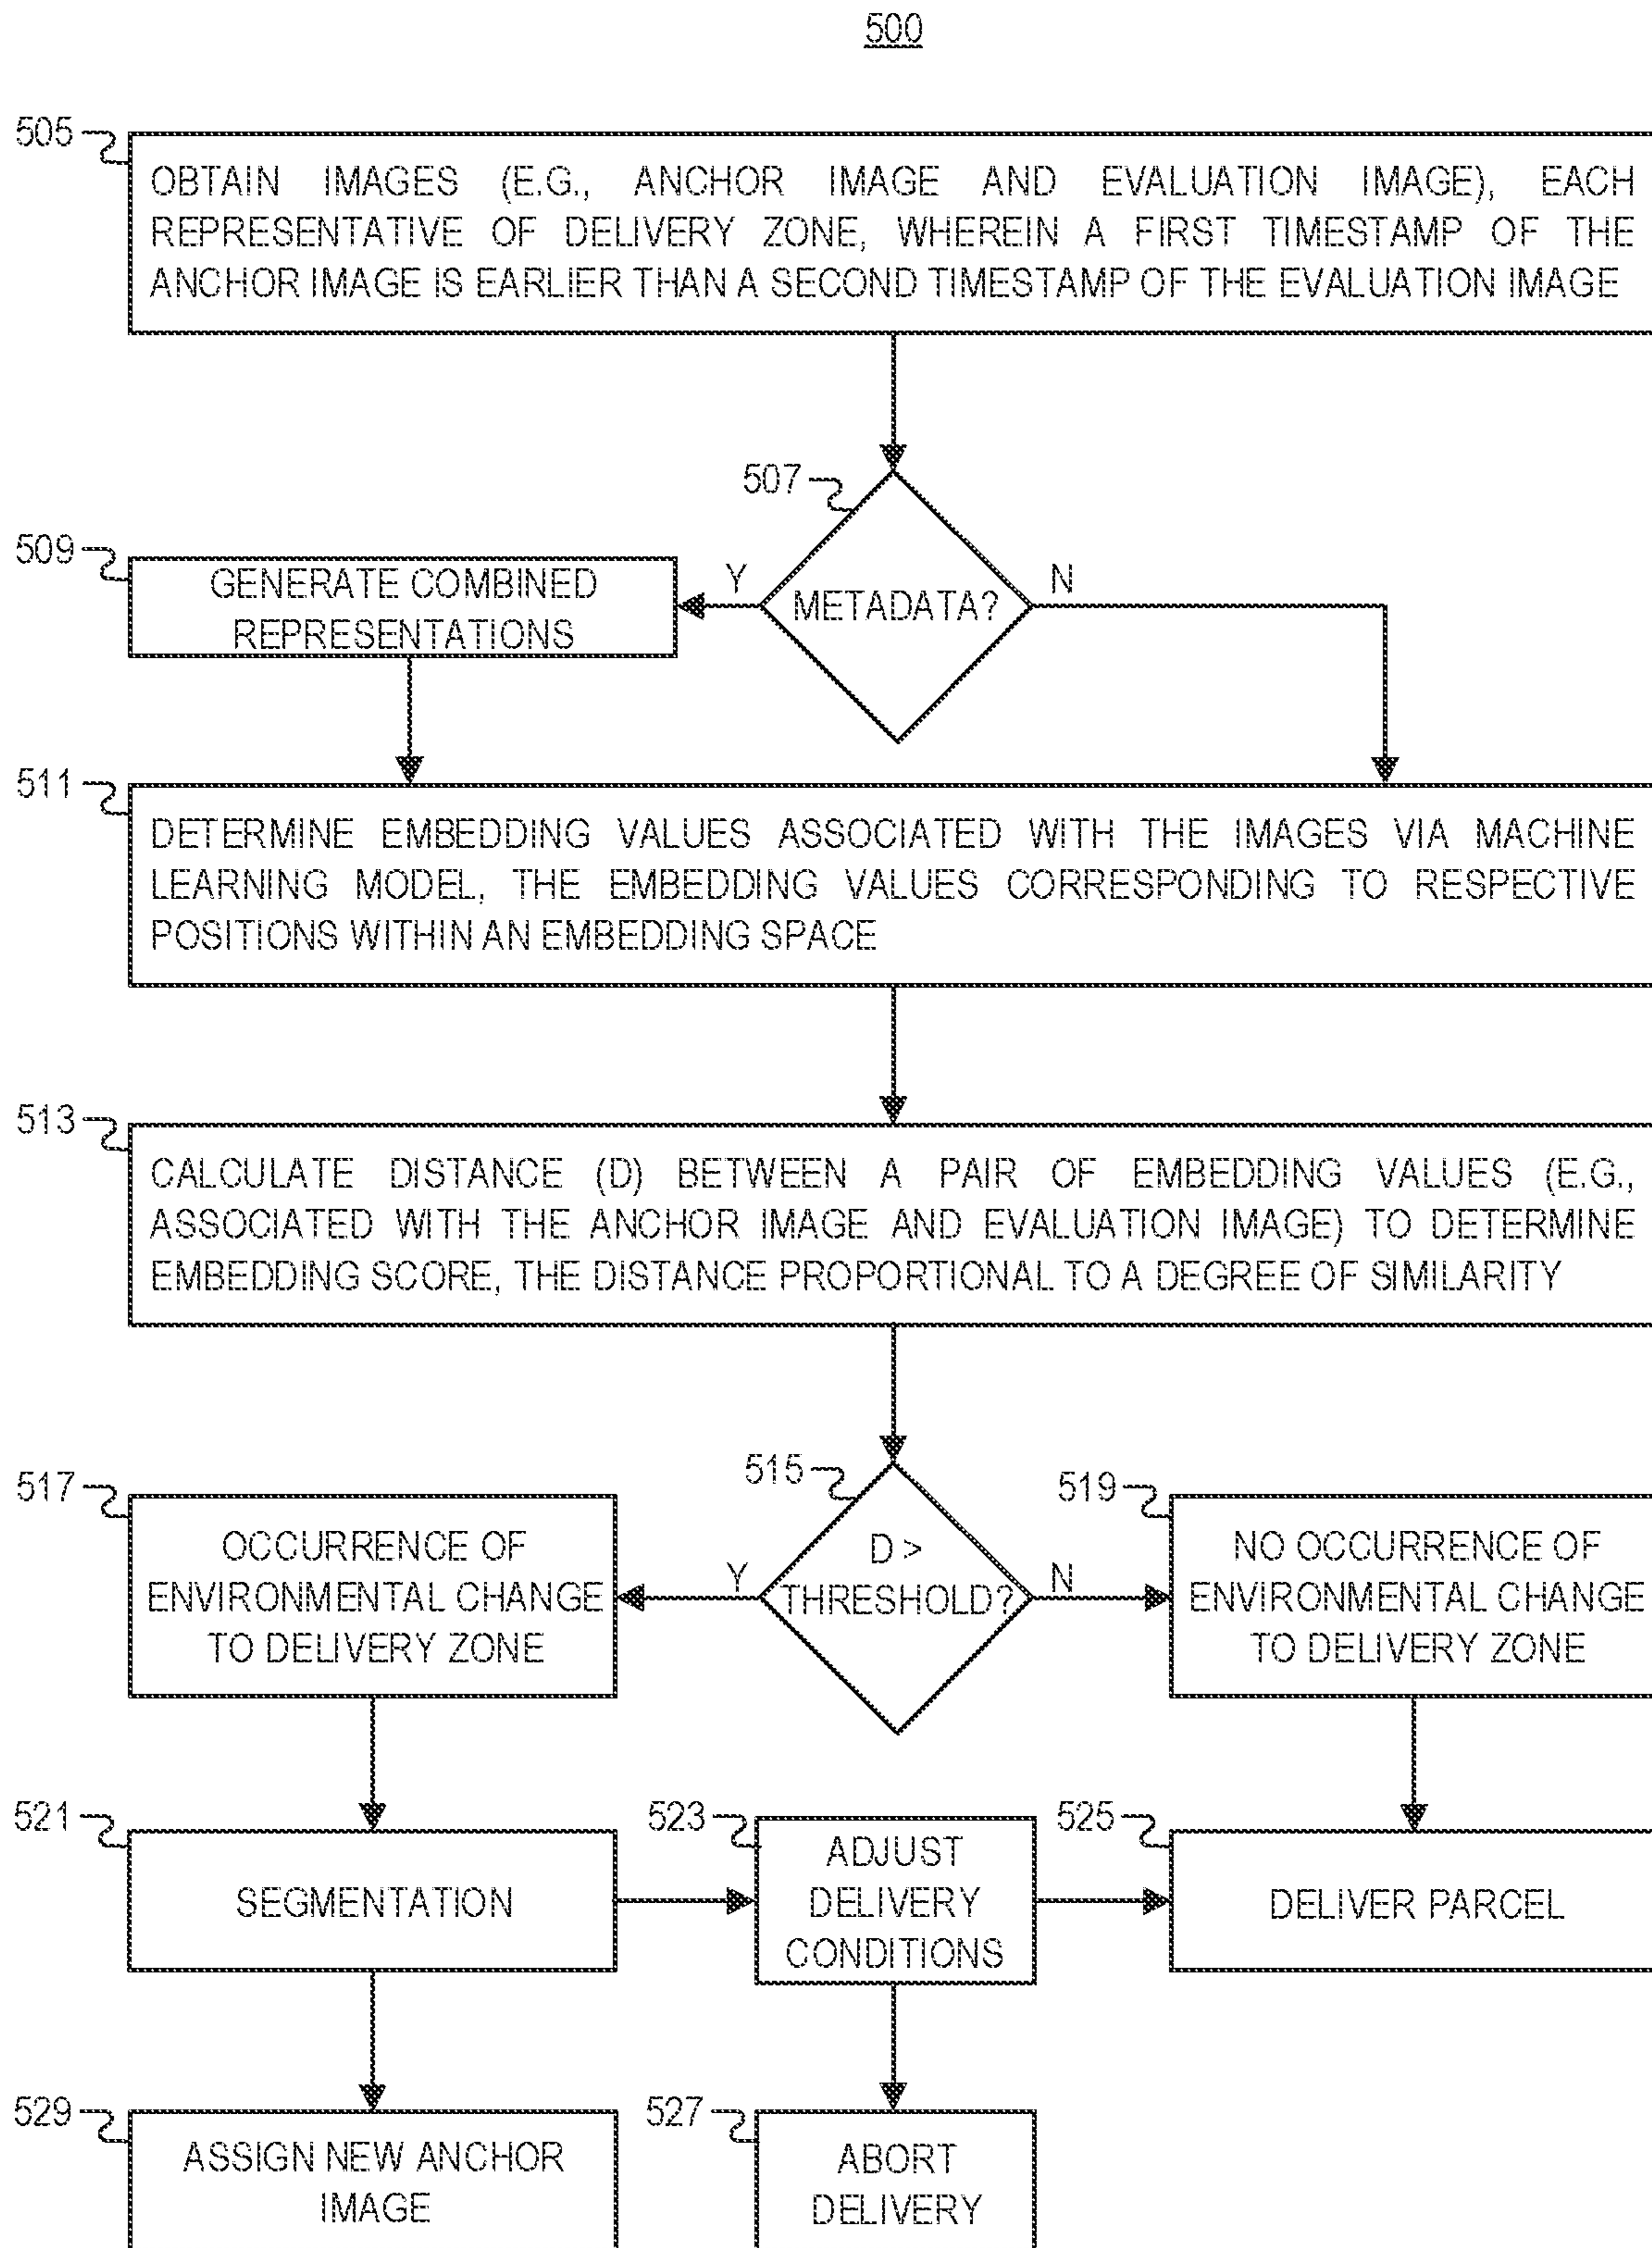 500
505
OBTAIN IMAGES (E.G., ANCHOR IMAGE AND EVALUATION IMAGE), EACH
REPRESENTATIVE OF DELIVERY ZONE, WHEREIN A FIRST TIMESTAMP OF THE
ANCHOR IMAGE IS EARLIER THAN A SECOND TIMESTAMP OF THE EVALUATION IMAGE
507
METADATA?
Y
N
509
GENERATE COMBINED
REPRESENTATIONS
511
DETERMINE EMBEDDING VALUES ASSOCIATED WITH THE IMAGES VIA MACHINE
LEARNING MODEL, THE EMBEDDING VALUES CORRESPONDING TO RESPECTIVE
POSITIONS WITHIN AN EMBEDDING SPACE
513
CALCULATE DISTANCE (D) BETWEEN A PAIR OF EMBEDDING VALUES (E.G.,
ASSOCIATED WITH THE ANCHOR IMAGE AND EVALUATION IMAGE) TO DETERMINE
EMBEDDING SCORE, THE DISTANCE PROPORTIONAL TO A DEGREE OF SIMILARITY
515
D >
THRESHOLD?
Y
N
517
OCCURRENCE OF
ENVIRONMENTAL CHANGE
TO DELIVERY ZONE
519
NO OCCURRENCE OF
ENVIRONMENTAL CHANGE
TO DELIVERY ZONE
521
SEGMENTATION
523
ADJUST
DELIVERY
CONDITIONS
525
DELIVER PARCEL
529
ASSIGN NEW ANCHOR
IMAGE
527
ABORT
DELIVERY